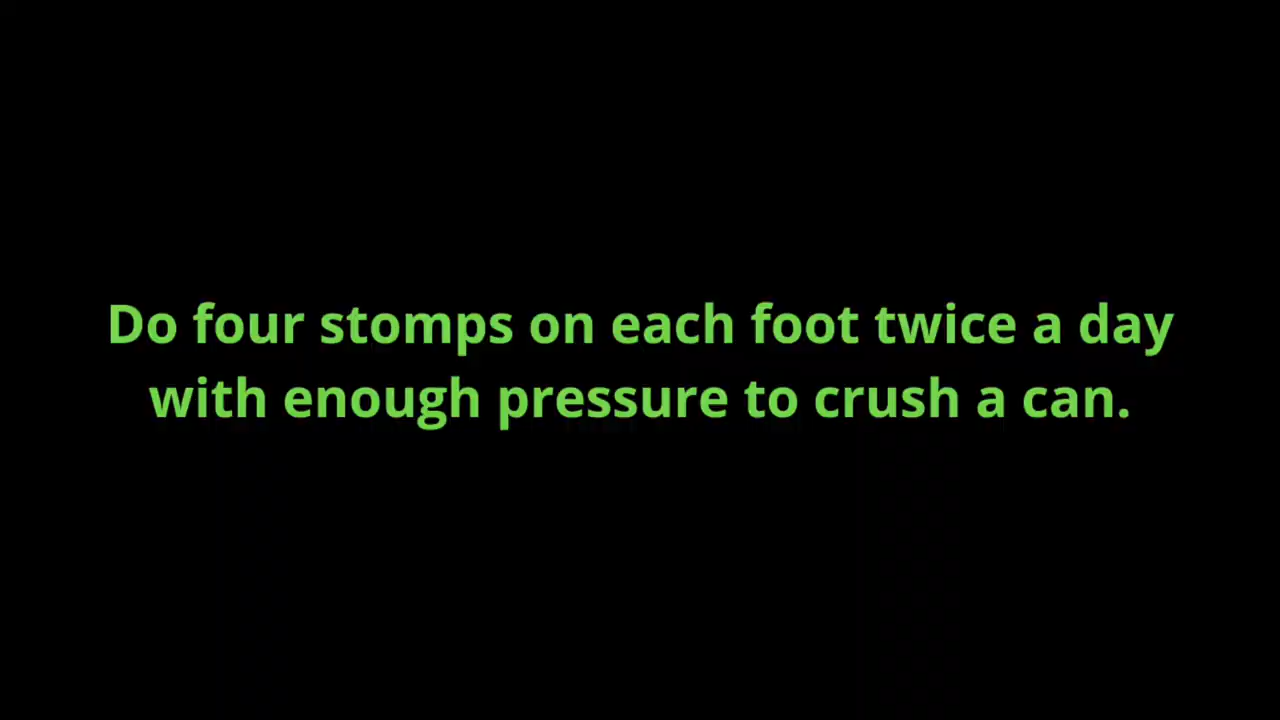 Do four stomps on each foot twice a day
with enough pressure to crush a can.